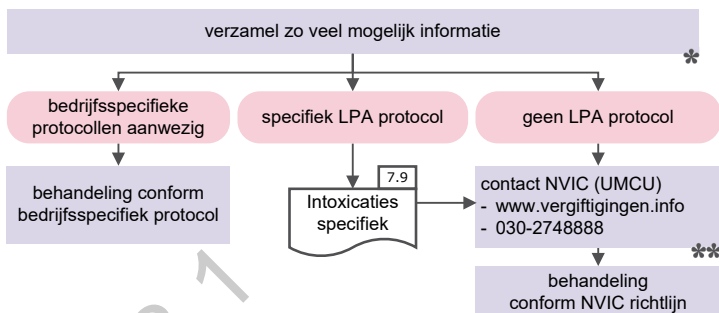 verzamel zo veel mogelijk informatie
*
bedrijfsspecifieke
protocollen aanwezig
specifiek LPA protocol
geen LPA protocol
behandeling conform
bedrijfsspecifiek protocol
7.9
Intoxicaties
specifiek
contact NVIC (UMCU)
- www.vergiftigingen.info
- 030-2748888
**
behandeling
conform NVIC richtlijn